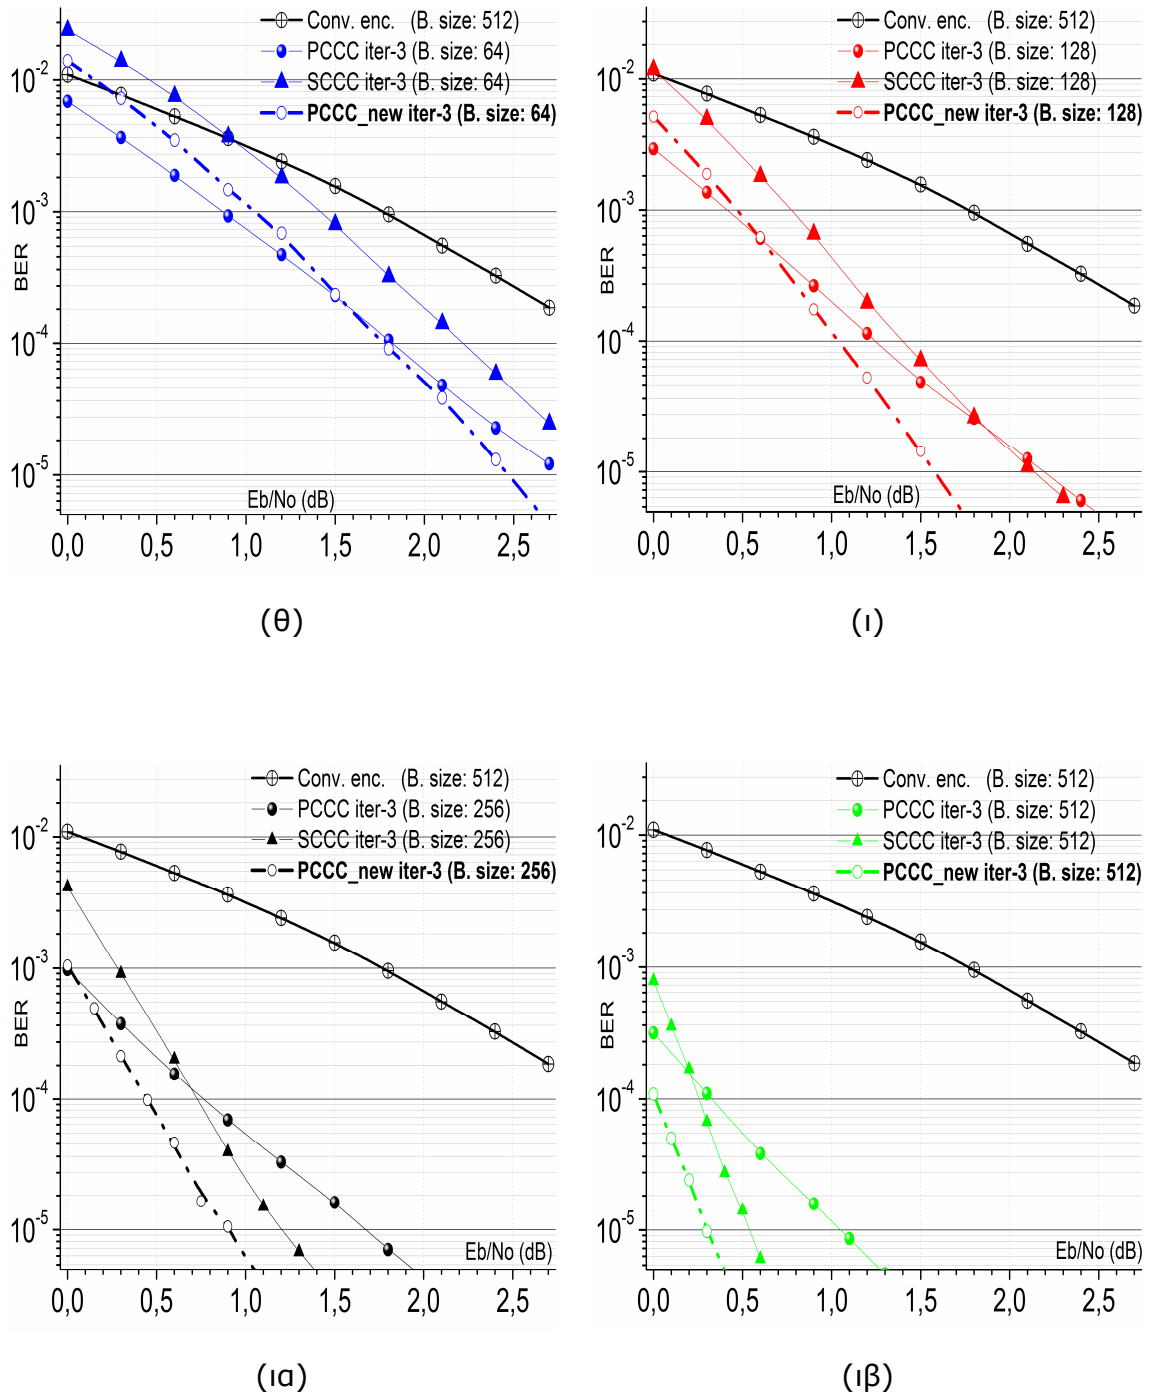 Conv. enc. (B. size: 512)
PCCC iter-3 (B. size: 64)
SCCC iter-3 (B. size: 64)
PCCC_new iter-3 (B. size: 64)
10-2
10-3
10-4
10-5
BER
Eb/No (dB)
0,0 0,5 1,0 1,5 2,0 2,5
(θ)
Conv. enc. (B. size: 512)
PCCC iter-3 (B. size: 128)
SCCC iter-3 (B. size: 128)
PCCC_new iter-3 (B. size: 128)
10-2
10-3
10-4
10-5
BER
Eb/No (dB)
0,0 0,5 1,0 1,5 2,0 2,5
(ι)
Conv. enc. (B. size: 512)
PCCC iter-3 (B. size: 256)
SCCC iter-3 (B. size: 256)
PCCC_new iter-3 (B. size: 256)
10-2
10-3
10-4
10-5
BER
Eb/No (dB)
0,0 0,5 1,0 1,5 2,0 2,5
(ια)
Conv. enc. (B. size: 512)
PCCC iter-3 (B. size: 512)
SCCC iter-3 (B. size: 512)
PCCC_new iter-3 (B. size: 512)
10-2
10-3
10-4
10-5
BER
Eb/No (dB)
0,0 0,5 1,0 1,5 2,0 2,5
(ιβ)